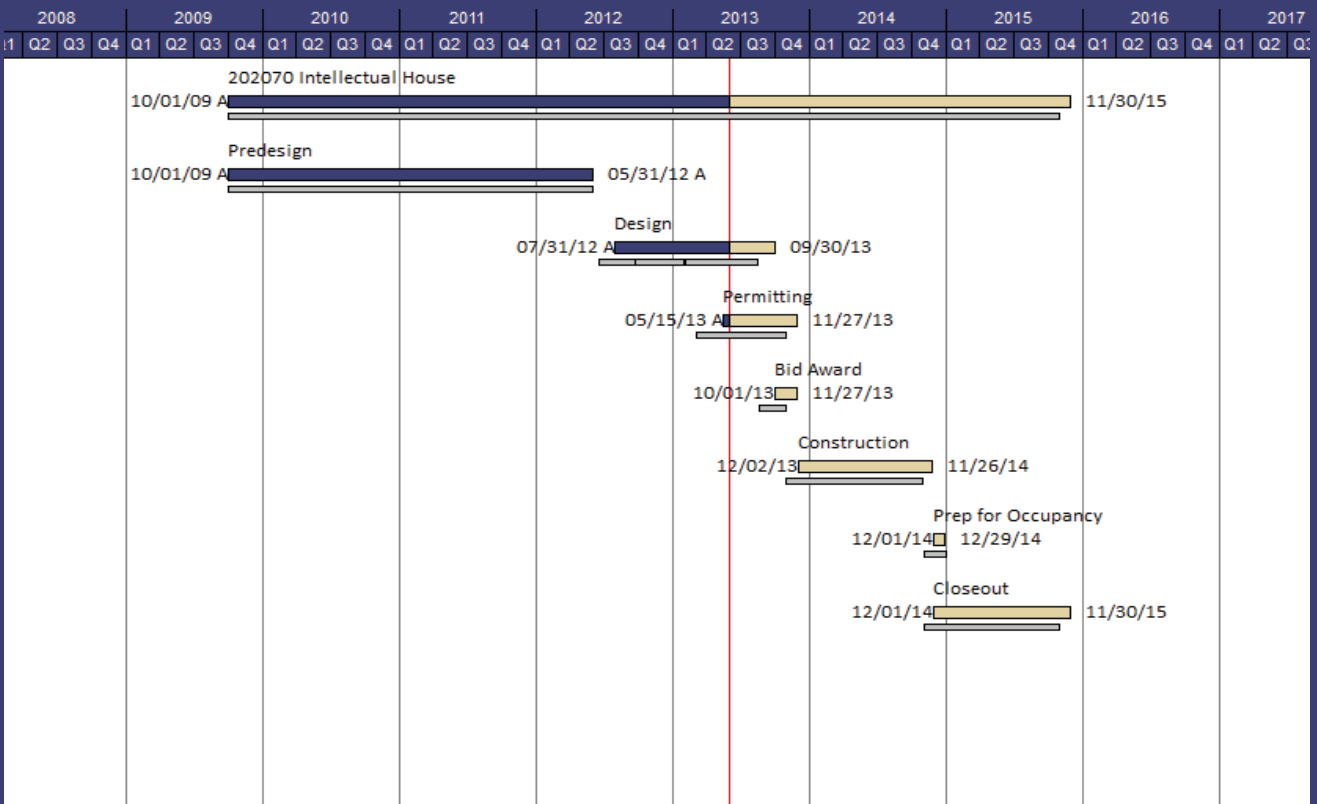 2008 2009 2010 2011 2012 2013 2014 2015 2016 2017
Q2 Q3 Q4 Q1 Q2 Q3 Q4 Q1 Q2 Q3 Q4 Q1 Q2 Q3 Q4 Q1 Q2 Q3 Q4 Q1 Q2 Q3 Q4 Q1 Q2 Q3 Q4 Q1 Q2 Q3 Q4 Q1 Q2 Q3 Q4 Q1 Q2
202070 Intellectual House
10/01/09 A 11/30/15
Predesign
10/01/09 A 05/31/12 A
Design
07/31/12 A 09/30/13
Permitting
05/15/13 A 11/27/13
Bid Award
10/01/13 11/27/13
Construction
12/02/13 11/26/14
Prep for Occupancy
12/01/14 12/29/14
Closeout
12/01/14 11/30/15